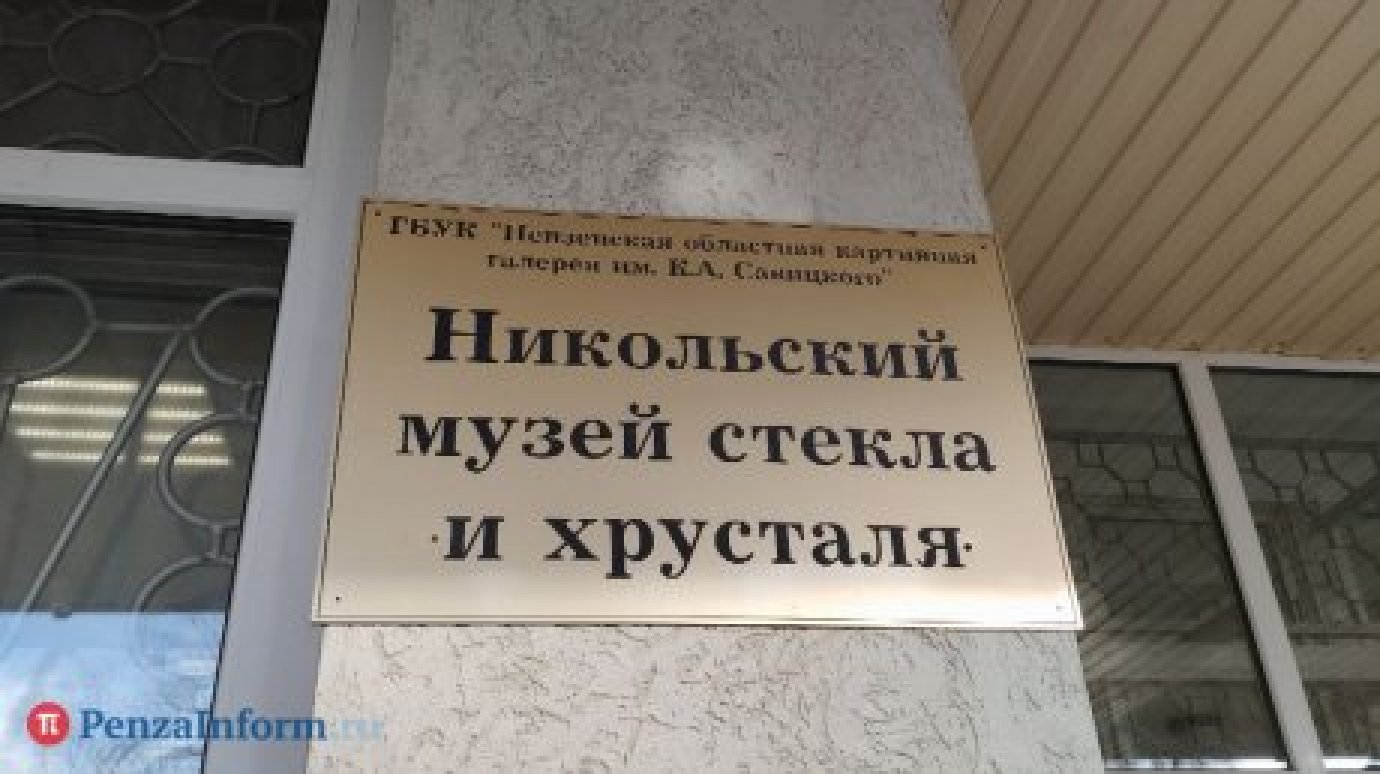 ГБУК "Пензенская областная картинная
галерея им. К.А. Савицкого"
Никольский
музей стекла
и хрусталя
PenzaInform.ru